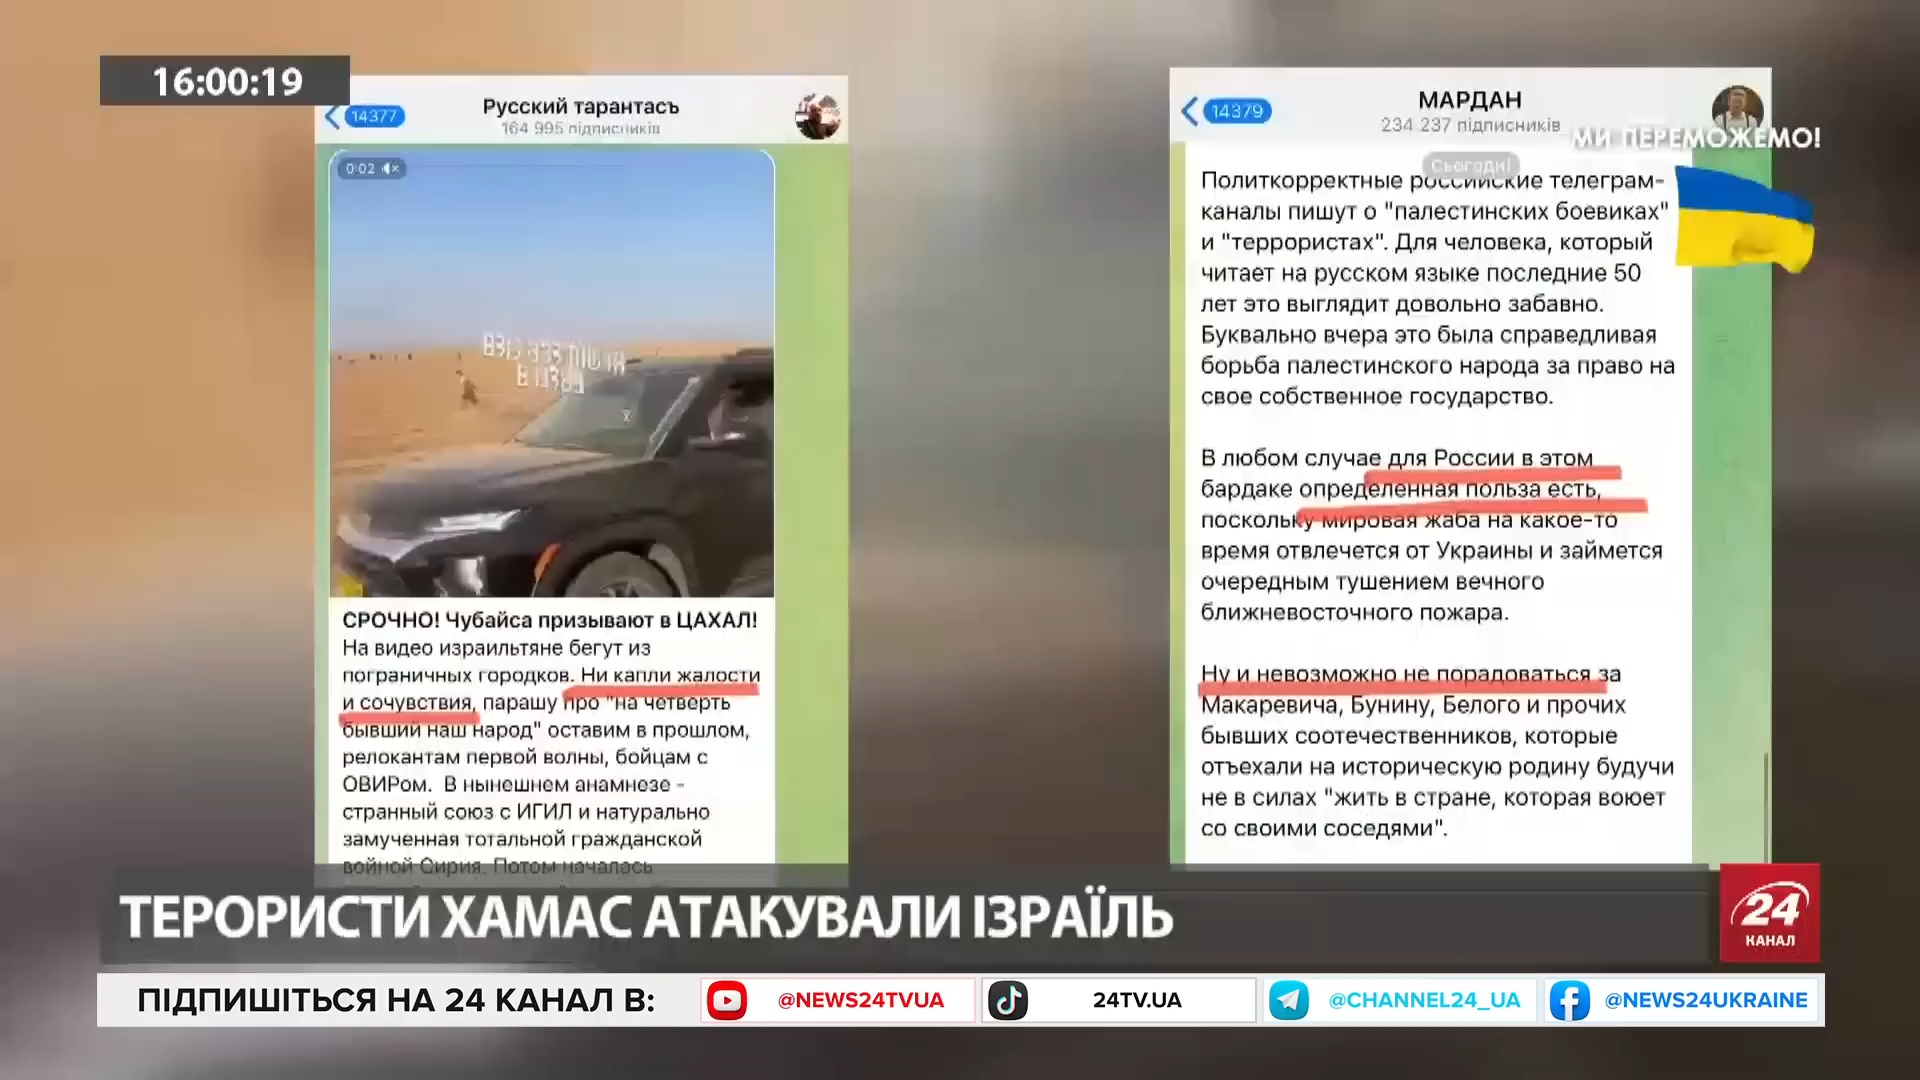 16:00:19
14377
Русский тарантасъ
164 995 підписників
0:02
СРОЧНО! Чубайса призывают в ЦАХАЛ!
На видео израильтяне бегут из
пограничных городков. Ни капли жалости
и сочувствия, парашу про "на четверть
бывший наш народ" оставим в прошлом,
релокантам первой волны, бойцам с
ОВИРом. В нынешнем анамнезе -
странный союз с ИГИЛ и натурально
замученная тотальной гражданской
войной Сирия. Потом началась
14379
МАРДАН
234 237 підписників
МИ ПЕРЕМОЖЕМО!
Сьогодні
Политкорректные российские телеграм-
каналы пишут о "палестинских боевиках"
и "террористах". Для человека, который
читает на русском языке последние 50
лет это выглядит довольно забавно.
Буквально вчера это была справедливая
борьба палестинского народа за право на
свое собственное государство.
В любом случае для России в этом
бардаке определенная польза есть,
поскольку мировая жаба на какое-то
время отвлечется от Украины и займется
очередным тушением вечного
ближневосточного пожара.
Ну и невозможно не порадоваться за
Макаревича, Бунину, Белого и прочих
бывших соотечественников, которые
отъехали на историческую родину будучи
не в силах "жить в стране, которая воюет
со своими соседями".
ТЕРОРИСТИ ХАМАС АТАКУВАЛИ ІЗРАЇЛЬ
24
КАНАЛ
ПІДПИШІТЬСЯ НА 24 КАНАЛ В:
@NEWS24TVUA
24TV.UA
@CHANNEL24_UA
@NEWS24UKRAINE